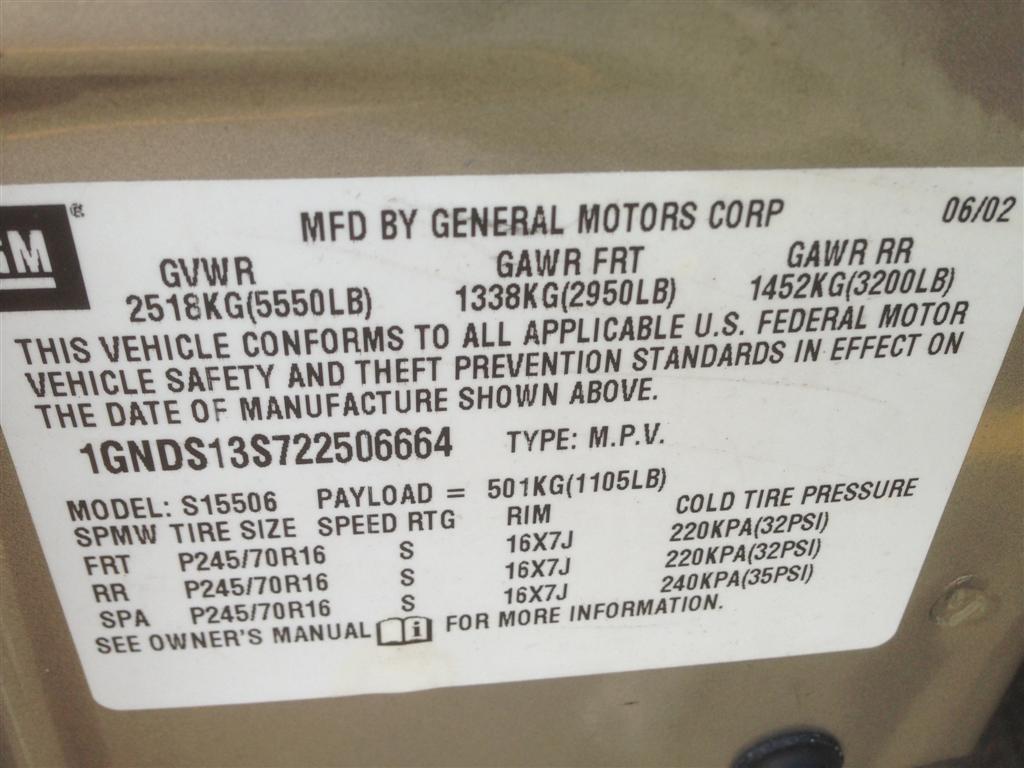 GM ®
MFD BY GENERAL MOTORS CORP 06/02
GVWR GAWR FRT GAWR RR
2518KG(5550LB) 1338KG(2950LB) 1452KG(3200LB)
THIS VEHICLE CONFORMS TO ALL APPLICABLE U.S. FEDERAL MOTOR
VEHICLE SAFETY AND THEFT PREVENTION STANDARDS IN EFFECT ON
THE DATE OF MANUFACTURE SHOWN ABOVE.
1GNDS13S722506664 TYPE: M.P.V.
MODEL: S15506 PAYLOAD = 501KG(1105LB)
SPMW TIRE SIZE SPEED RTG RIM COLD TIRE PRESSURE
FRT P245/70R16 S 16X7J 220KPA(32PSI)
RR P245/70R16 S 16X7J 220KPA(32PSI)
SPA P245/70R16 S 16X7J 240KPA(35PSI)
SEE OWNER'S MANUAL i FOR MORE INFORMATION.